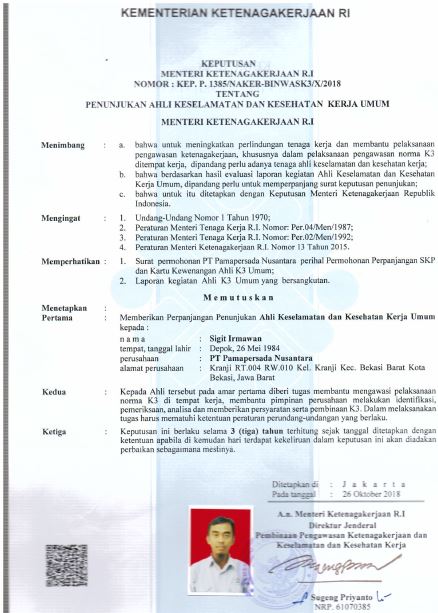 KEMENTERIAN KETENAGAKERJAAN RI
KEPUTUSAN
MENTERI KETENAGAKERJAAN R.I
NOMOR : KEP. P. 1385/NAKER-BINWASK3/X/2018
TENTANG
PENUNJUKAN AHLI KESELAMATAN DAN KESEHATAN KERJA UMUM
MENTERI KETENAGAKERJAAN R.I
Menimbang : a. bahwa untuk meningkatkan perlindungan tenaga kerja dan membantu pelaksanaan
pengawasan ketenagakerjaan, khususnya dalam pelaksanaan pengawasan norma K3
ditempat kerja, dipandang perlu adanya tenaga ahli keselamatan dan kesehatan kerja;
b. bahwa berdasarkan hasil evaluasi laporan kegiatan Ahli Keselamatan dan Kesehatan
Kerja Umum, dipandang perlu untuk memperpanjang surat keputusan penunjukan;
c. bahwa untuk itu ditetapkan dengan Keputusan Menteri Ketenagakerjaan Republik
Indonesia.
Mengingat : 1. Undang-Undang Nomor 1 Tahun 1970;
2. Peraturan Menteri Tenaga Kerja R.I. Nomor: Per.04/Men/1987;
3. Peraturan Menteri Tenaga Kerja R.I. Nomor: Per.02/Men/1992;
4. Peraturan Menteri Ketenagakerjaan R.I. Nomor 13 Tahun 2015.
Memperhatikan : 1. Surat permohonan PT Pamapersada Nusantara perihal Permohonan Perpanjangan SKP
dan Kartu Kewenangan Ahli K3 Umum;
2. Laporan kegiatan Ahli K3 Umum yang bersangkutan.
M e m u t u s k a n
Menetapkan :
Pertama : Memberikan Perpanjangan Penunjukan Ahli Keselamatan dan Kesehatan Kerja Umum
kepada :
n a m a : Sigit Irmawan
tempat, tanggal lahir : Depok, 26 Mei 1984
perusahaan : PT Pamapersada Nusantara
alamat perusahaan : Kranji RT.004 RW.010 Kel. Kranji Kec. Bekasi Barat Kota
Bekasi, Jawa Barat
Kedua : Kepada Ahli tersebut pada amar pertama diberi tugas membantu mengawasi pelaksanaan
norma K3 di tempat kerja, membantu pimpinan perusahaan melakukan identifikasi,
pemeriksaan, analisa dan memberikan persyaratan serta pembinaan K3. Dalam melaksanakan
tugas harus mematuhi ketentuan peraturan perundang-undangan yang berlaku.
Ketiga : Keputusan ini berlaku selama 3 (tiga) tahun terhitung sejak tanggal ditetapkan dengan
ketentuan apabila di kemudian hari terdapat kekeliruan dalam keputusan ini akan diadakan
perbaikan sebagaimana mestinya.
Ditetapkan di : J a k a r t a
Pada tanggal : 26 Oktober 2018
A.n. Menteri Ketenagakerjaan R.I
Direktur Jenderal
Pembinaan Pengawasan Ketenagakerjaan dan
Keselamatan dan Kesehatan Kerja
Sugeng Priyanto
NRP. 61070385